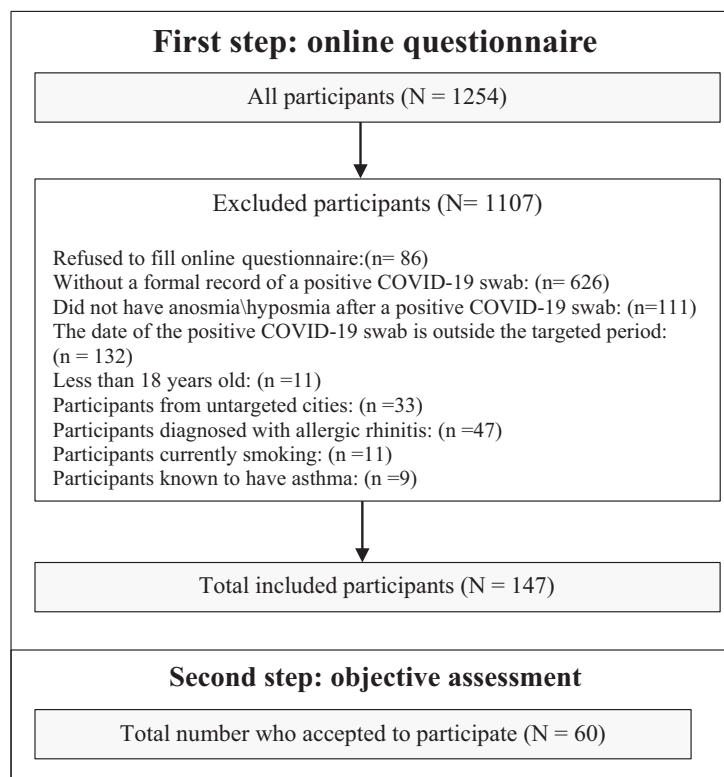 First step: online questionnaire
All participants (N = 1254)
Excluded participants (N= 1107)
Refused to fill online questionnaire:(n= 86)
Without a formal record of a positive COVID-19 swab: (n= 626)
Did not have anosmia\hyposmia after a positive COVID-19 swab: (n=111)
The date of the positive COVID-19 swab is outside the targeted period:
(n = 132)
Less than 18 years old: (n =11)
Participants from untargeted cities: (n =33)
Participants diagnosed with allergic rhinitis: (n =47)
Participants currently smoking: (n =11)
Participants known to have asthma: (n =9)
Total included participants (N = 147)
Second step: objective assessment
Total number who accepted to participate (N = 60)